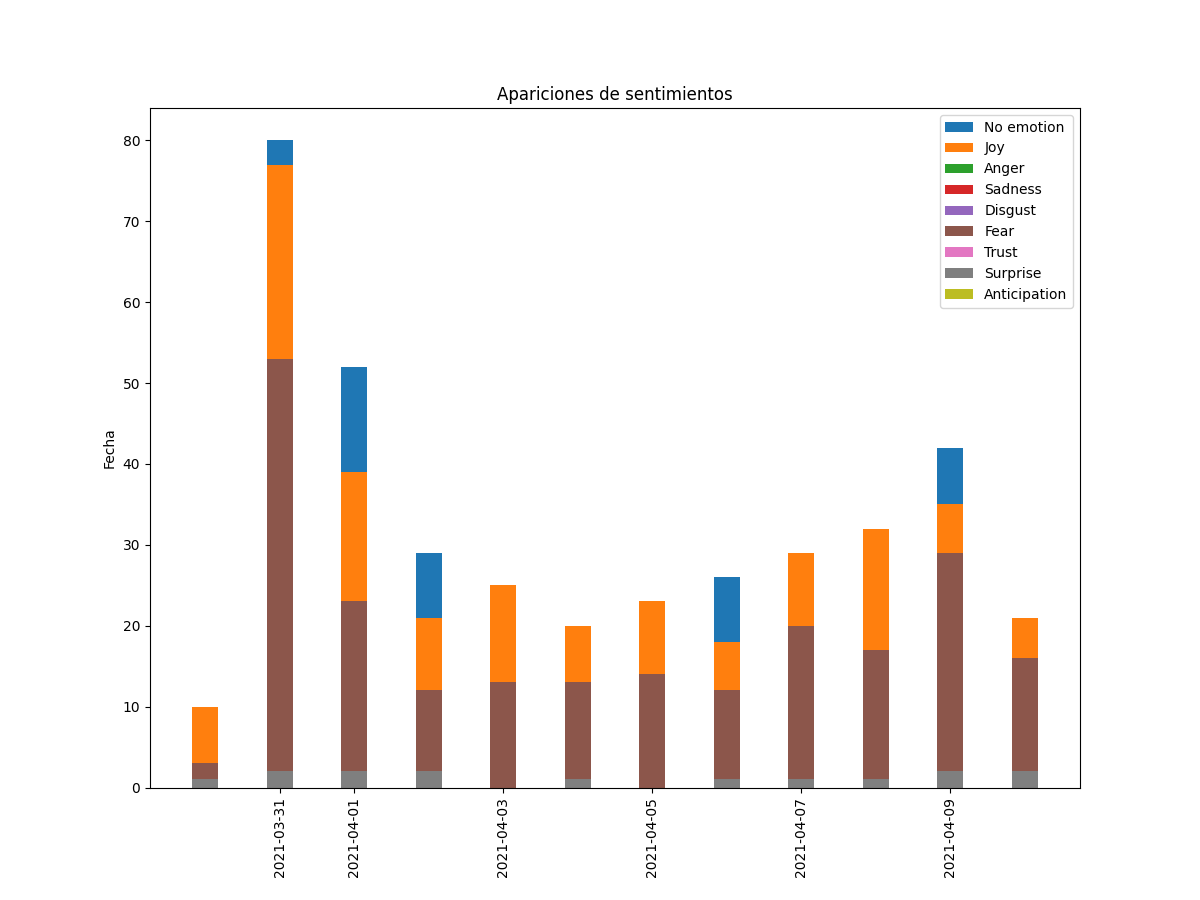 Apariciones de sentimientos
No emotion
Joy
Anger
Sadness
Disgust
Fear
Trust
Surprise
Anticipation
Fecha
80
70
60
50
40
30
20
10
0
2021-03-31
2021-04-01
2021-04-03
2021-04-05
2021-04-07
2021-04-09